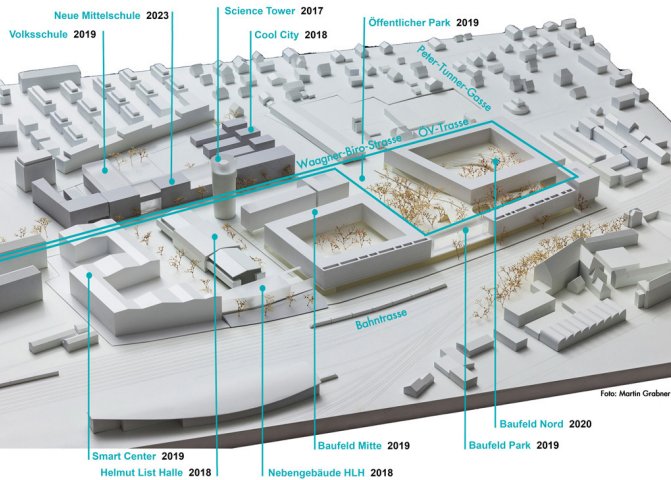 Science Tower 2017
Neue Mittelschule 2023
Öffentlicher Park 2019
Volksschule 2019
Cool City 2018
Peter-Tunner-Gasse
ÖV-Trasse
Waagner-Biro-Strasse
Bahntrasse
Foto: Martin Grabner
Baufeld Nord 2020
Baufeld Mitte 2019
Baufeld Park 2019
Smart Center 2019
Helmut List Halle 2018
Nebengebäude HLH 2018